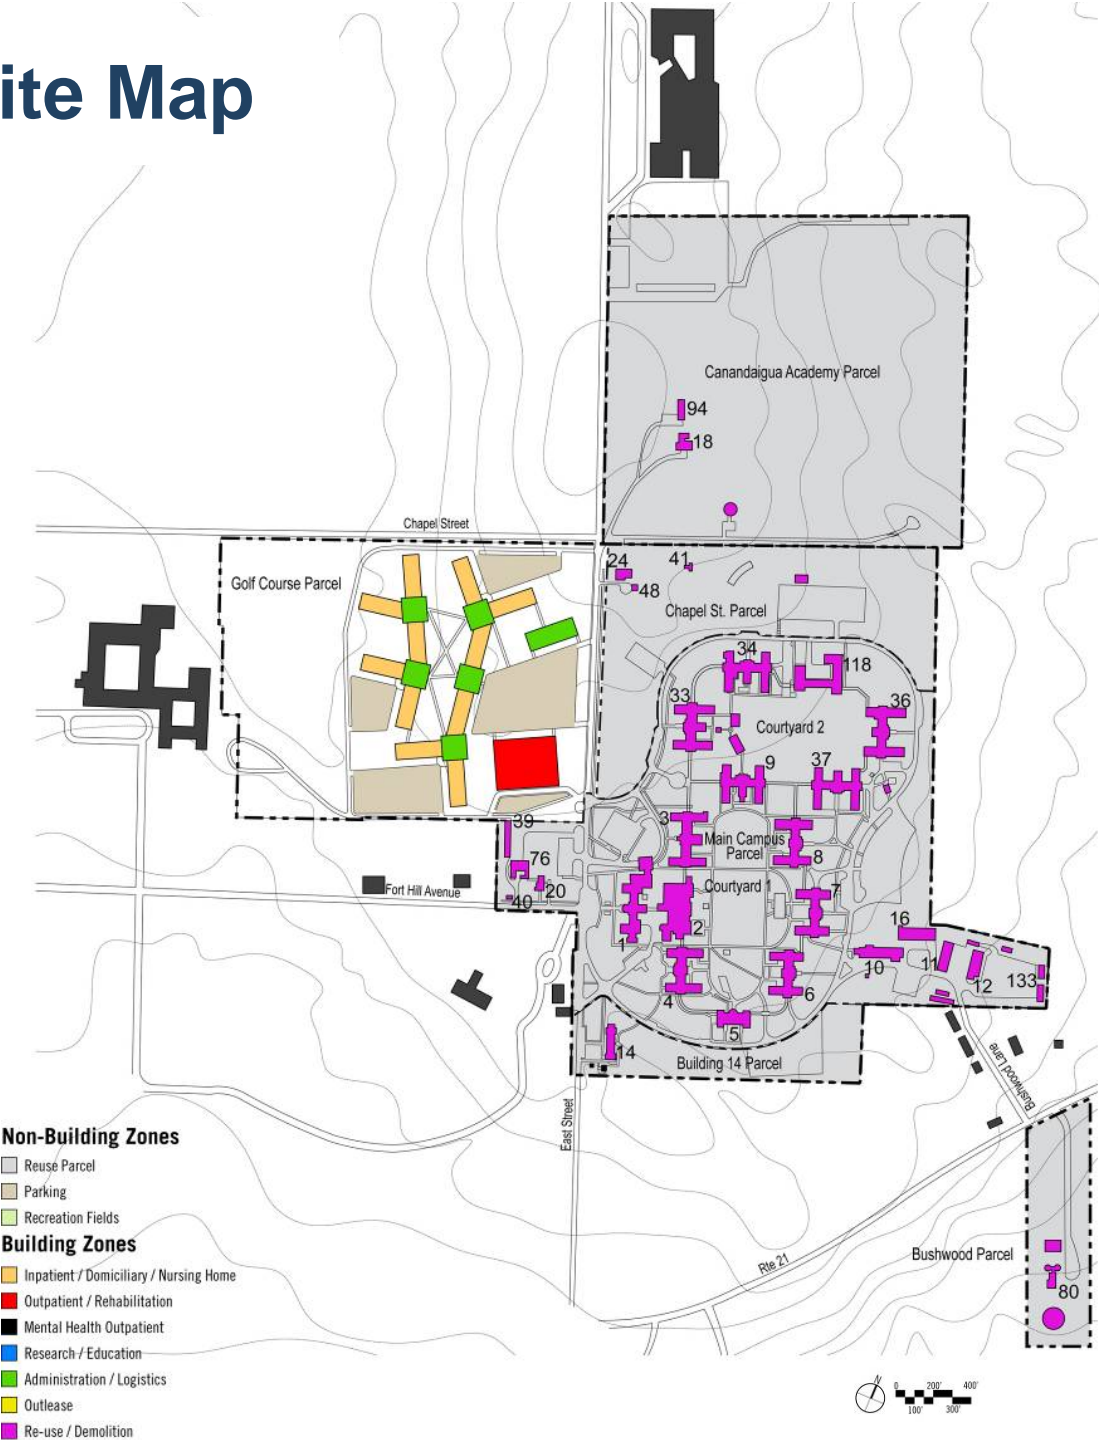 ite Map
Canandaigua Academy Parcel
94
18
Chapel Street
24
41
48
Golf Course Parcel
Chapel St. Parcel
34
118
33
36
Courtyard 2
9
37
3
39
Main Campus
Parcel
8
76
20
40
Fort Hill Avenue
Courtyard 1
7
1
2
16
10
11
12
133
4
6
5
14
Building 14 Parcel
Bushwood Lane
East Street
Non-Building Zones
Reuse Parcel
Parking
Recreation Fields
Building Zones
Inpatient / Domiciliary / Nursing Home
Outpatient / Rehabilitation
Mental Health Outpatient
Research / Education
Administration / Logistics
Outlease
Re-use / Demolition
Rte 21
Bushwood Parcel
80
N
0 200' 400'
100' 300'